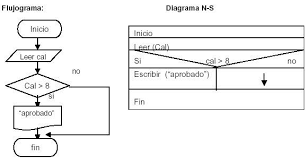 Flujograma:
Inicio
Leer cal
no
Cal > 8
si
"aprobado"
fin
Diagrama N-S
Inicio
Leer (Cal)
Si cal > 8 no
Escribir ("aprobado")
Fin